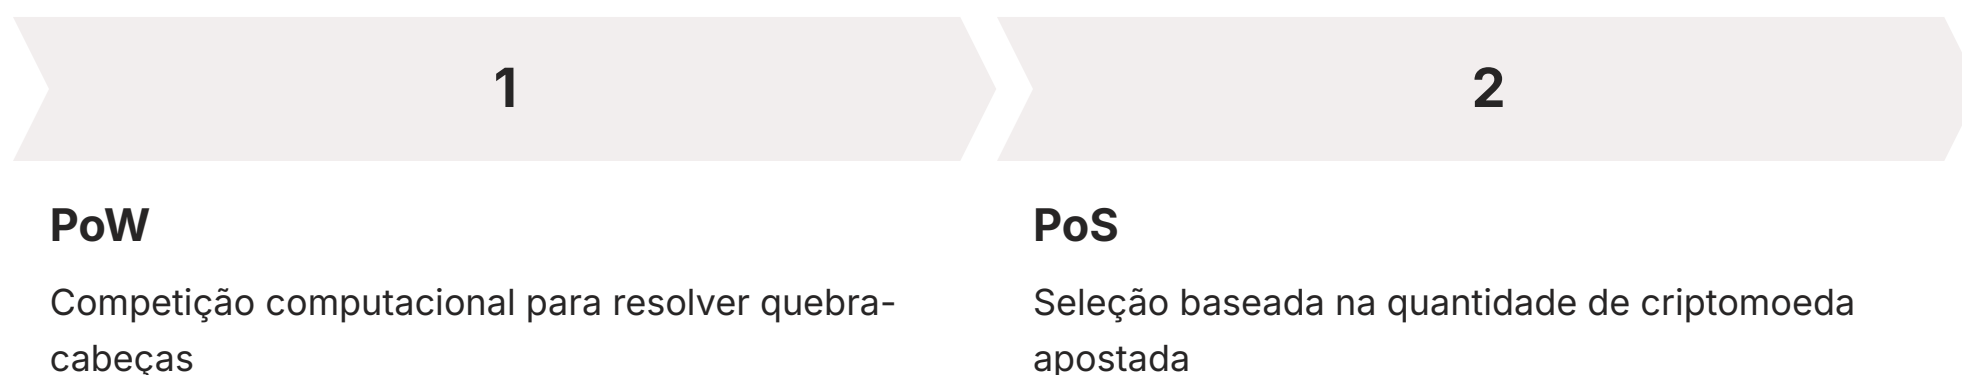 1
2
PoW
Competição computacional para resolver quebra-
cabeças
PoS
Seleção baseada na quantidade de criptomoeda
apostada